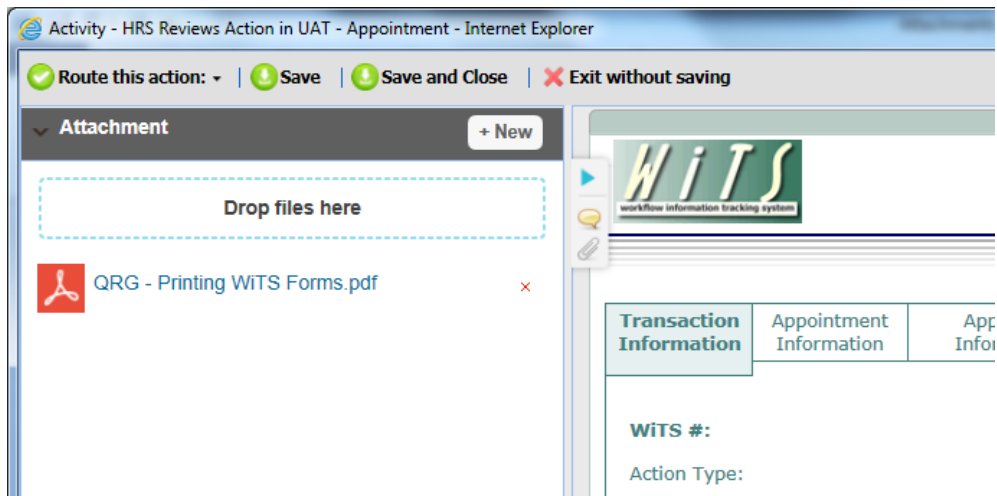 Activity - HRS Reviews Action in UAT - Appointment - Internet Explorer
Route this action: Save Save and Close Exit without saving
Attachment + New
Drop files here
QRG - Printing WiTS Forms.pdf
WiTS
workflow information tracking system
Transaction Information
Appointment Information
App
Infor
WiTS #:
Action Type: